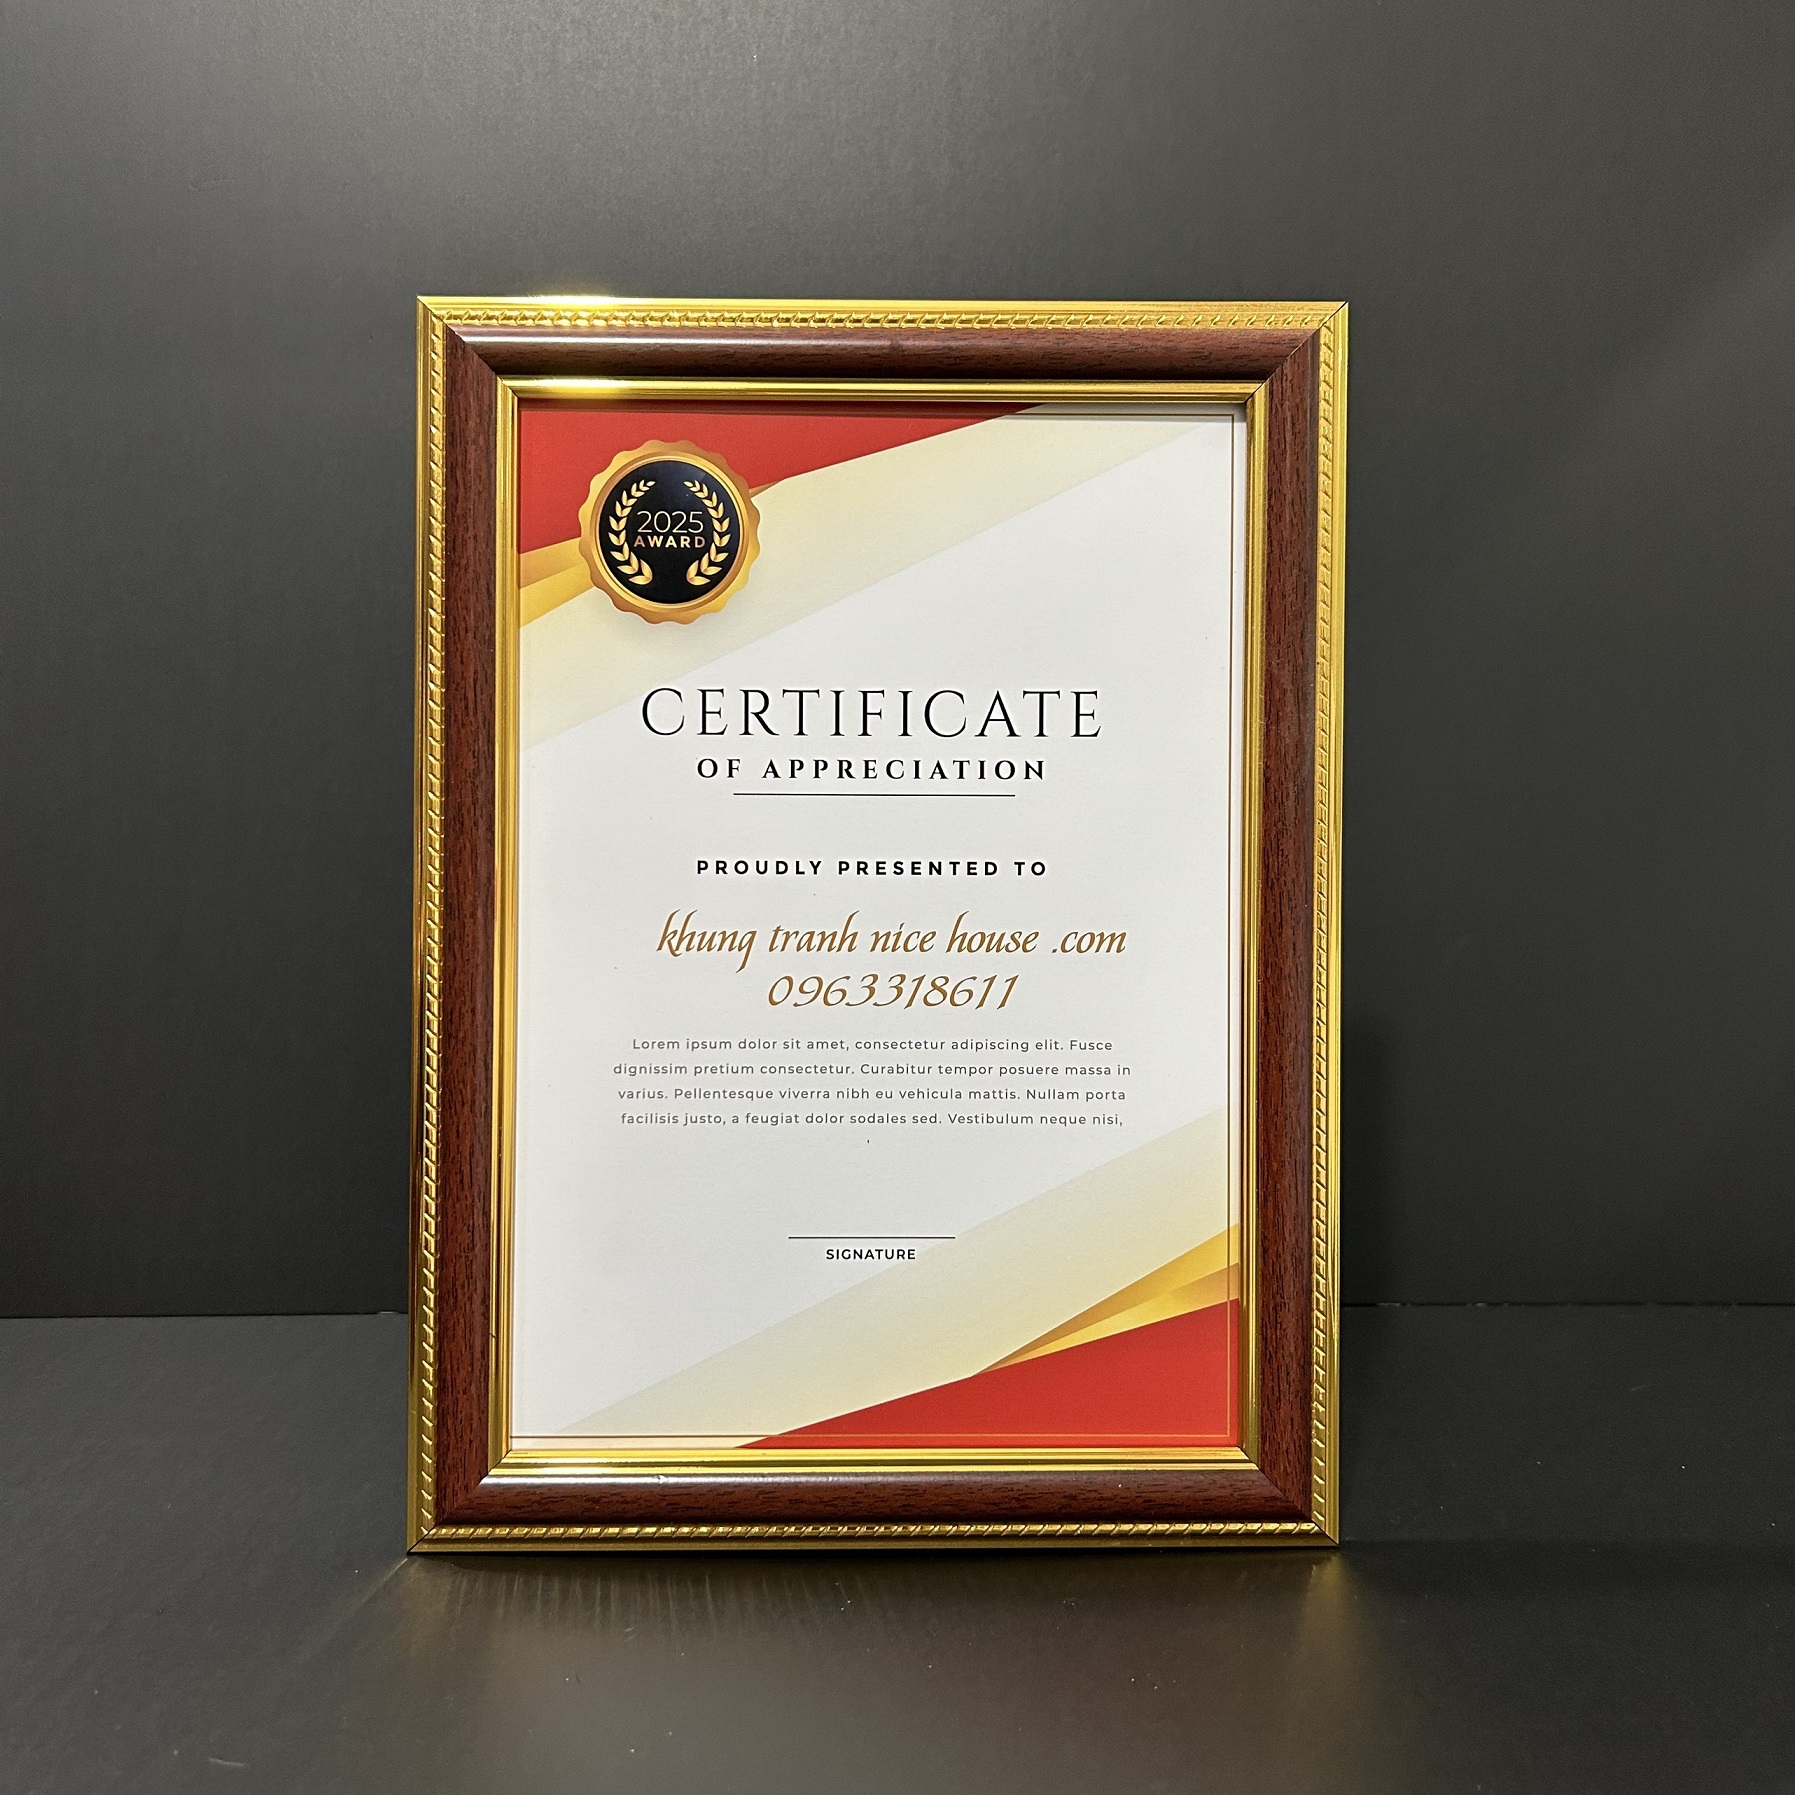 2025
AWARD
CERTIFICATE
OF APPRECIATION
PROUDLY PRESENTED TO
khung tranh nice house .com
0963318611
Lorem ipsum dolor sit amet, consectetur adipiscing elit. Fusce
dignissim pretium consectetur. Curabitur tempor posuere massa in
varius. Pellentesque viverra nibh eu vehicula mattis. Nullam porta
facilisis justo, a feugiat dolor sodales sed. Vestibulum neque nisi,
SIGNATURE